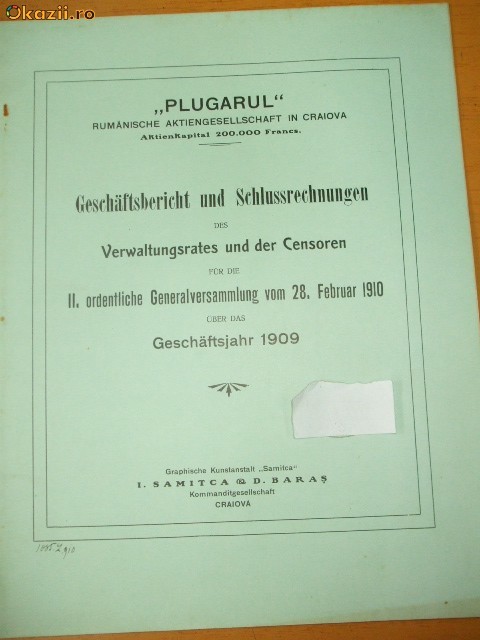 Okazii.ro
„PLUGARUL“
RUMÄNISCHE AKTIENGESELLSCHAFT IN CRAIOVA
AktienKapital 200.000 Francs.
Geschäftsbericht und Schlussrechnungen
DES
Verwaltungsrates und der Censoren
FÜR DIE
II. ordentliche Generalversammlung vom 28. Februar 1910
ÜBER DAS
Geschäftsjahr 1909
Graphische Kunstanstalt „Samitca“
I. SAMITCA & D. BARAŞ
Kommanditgesellschaft
CRAIOVA